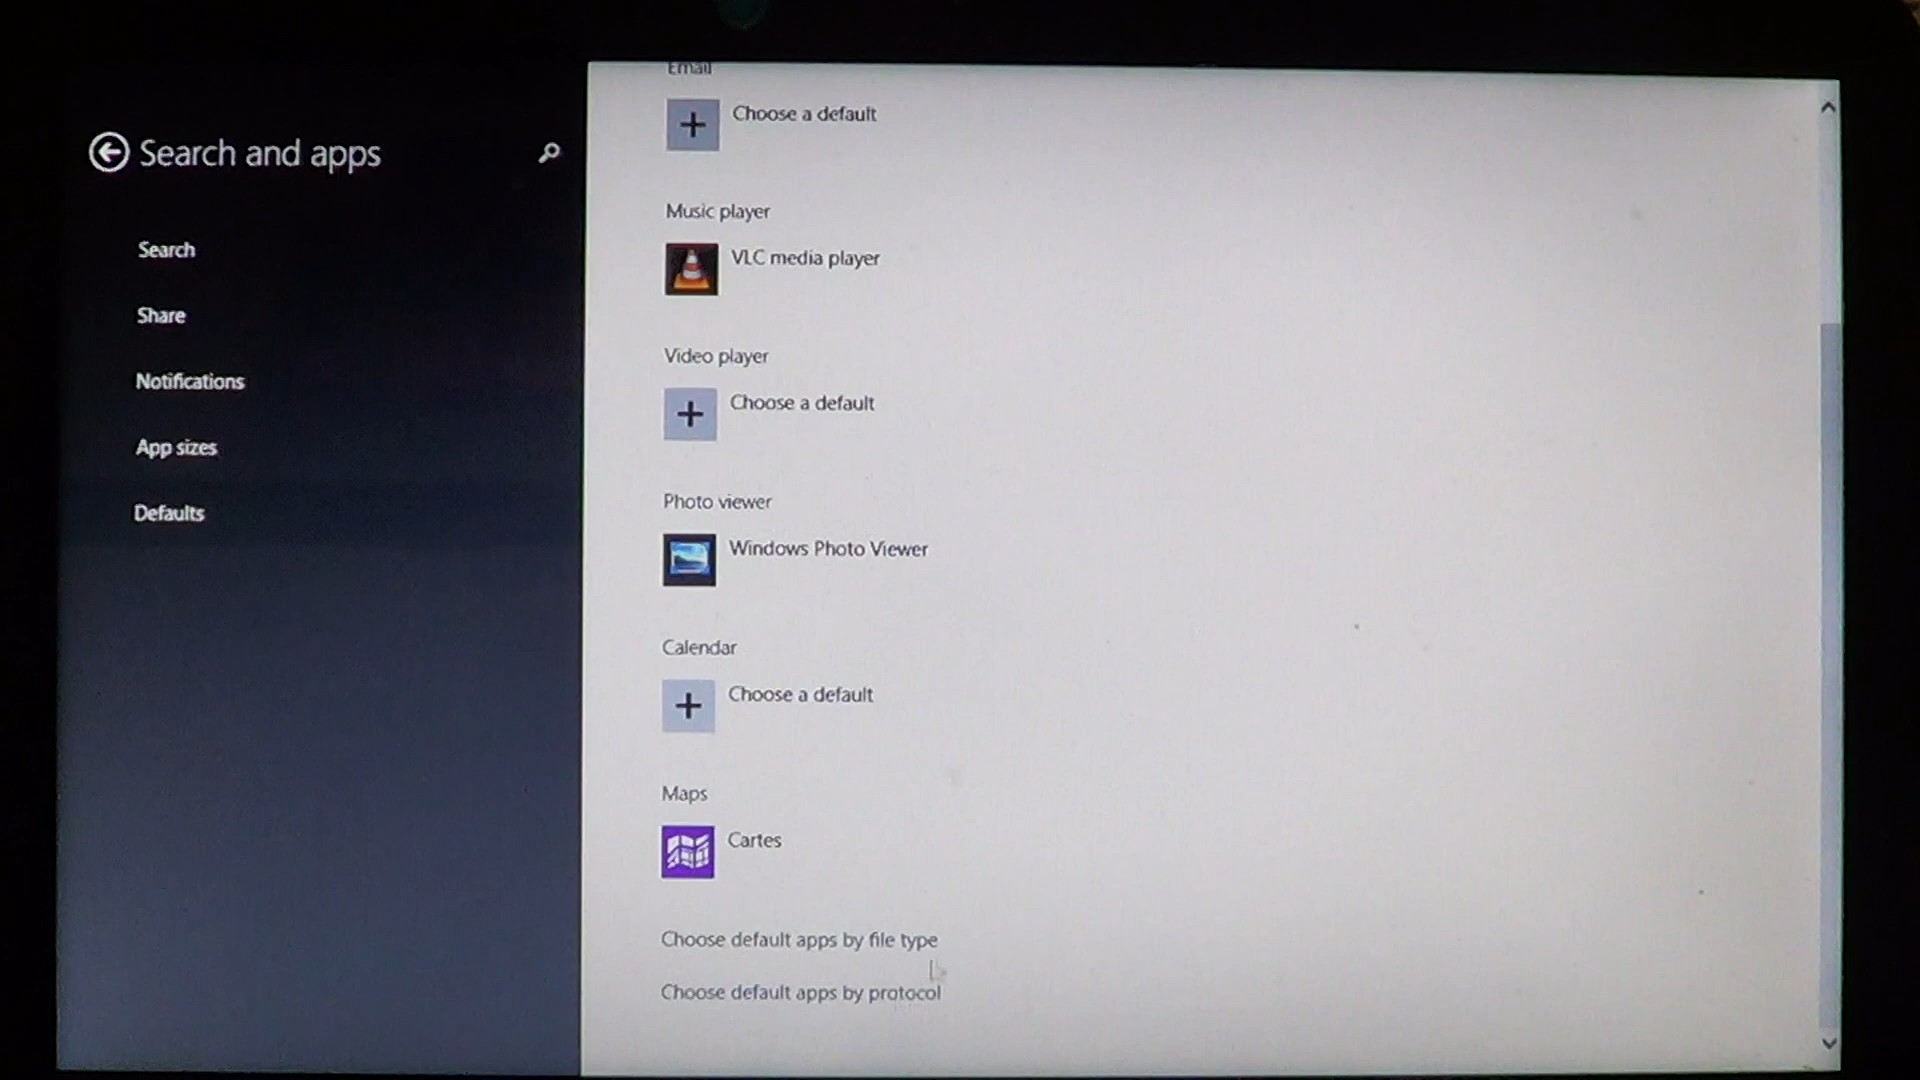 Search and apps
Search
Share
Notifications
App sizes
Defaults
Email
Choose a default
Music player
VLC media player
Video player
Choose a default
Photo viewer
Windows Photo Viewer
Calendar
Choose a default
Maps
Cartes
Choose default apps by file type
Choose default apps by protocol